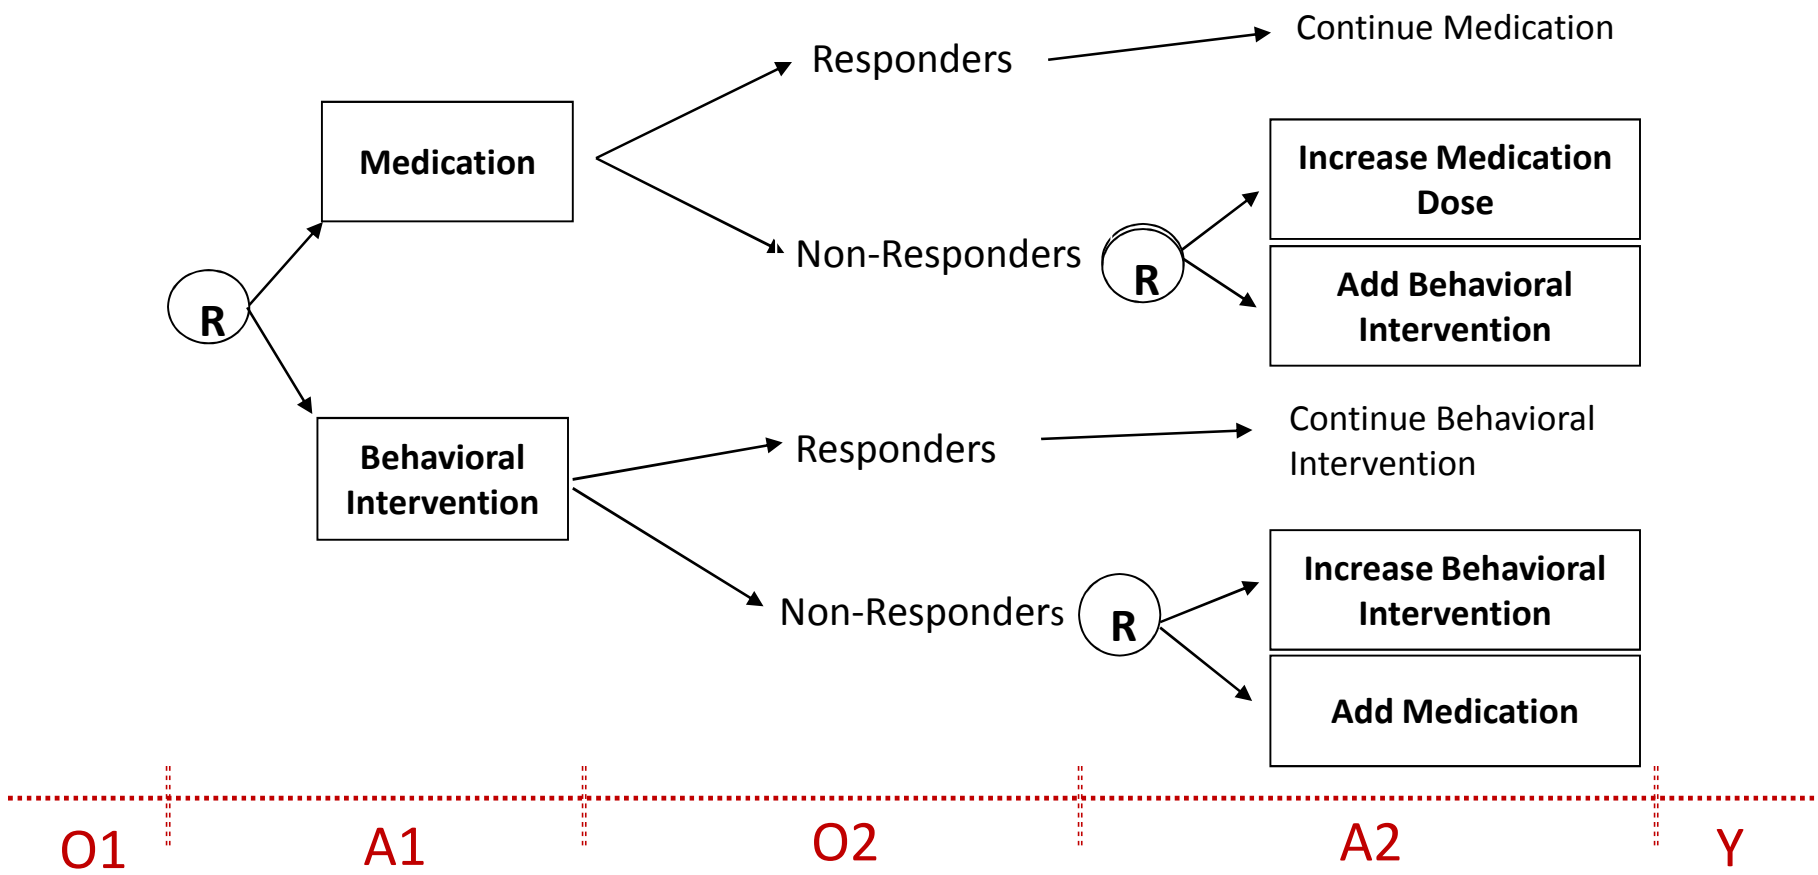 Continue Medication
Responders
Medication
Increase Medication
Dose
Non-Responders
R
Add Behavioral
Intervention
R
Behavioral
Intervention
Responders
Continue Behavioral
Intervention
Non-Responders
R
Increase Behavioral
Intervention
Add Medication
O1
A1
O2
A2
Y